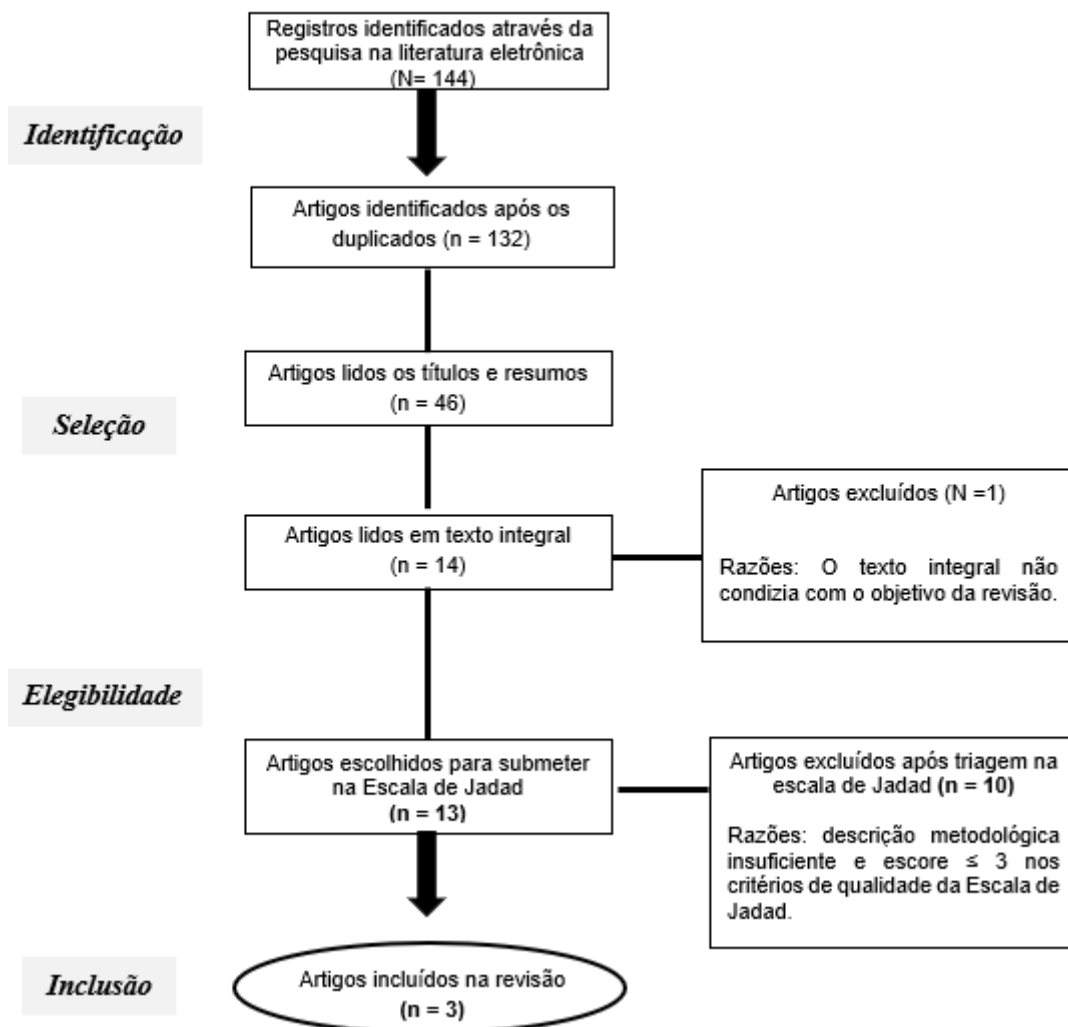 Registros identificados através da
pesquisa na literatura eletrônica
(N= 144)
Identificação
Artigos identificados após os
duplicados (n = 132)
Artigos lidos os títulos e resumos
(n = 46)
Seleção
Artigos lidos em texto integral
(n = 14)
Artigos excluídos (N =1)
Razões: O texto integral não
condizia com o objetivo da revisão.
Elegibilidade
Artigos escolhidos para submeter
na Escala de Jadad
(n = 13)
Artigos excluídos após triagem na
escala de Jadad (n = 10)
Razões: descrição metodológica
insuficiente e escore ≤ 3 nos
critérios de qualidade da Escala de
Jadad.
Inclusão
Artigos incluídos na revisão
(n = 3)